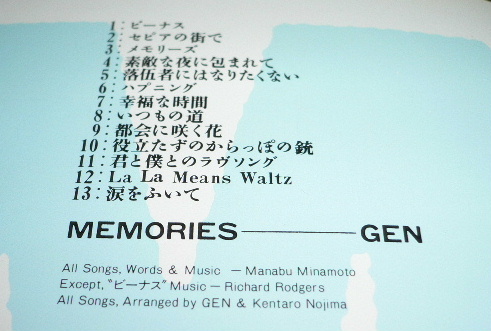 1：ビーナス
2：セピアの街で
3：メモリーズ
4：素敵な夜に包まれて
5：落伍者にはなりたくない
6：ハプニング
7：幸福な時間
8：いつもの道
9：都会に咲く花
10：役立たずのからっぽの銃
11：君と僕とのラヴソング
12：La La Means Waltz
13：涙をふいて
MEMORIES────GEN
All Songs, Words & Music — Manabu Minamoto
Except, "ビーナス" Music — Richard Rodgers
All Songs, Arranged by GEN & Kentaro Nojima